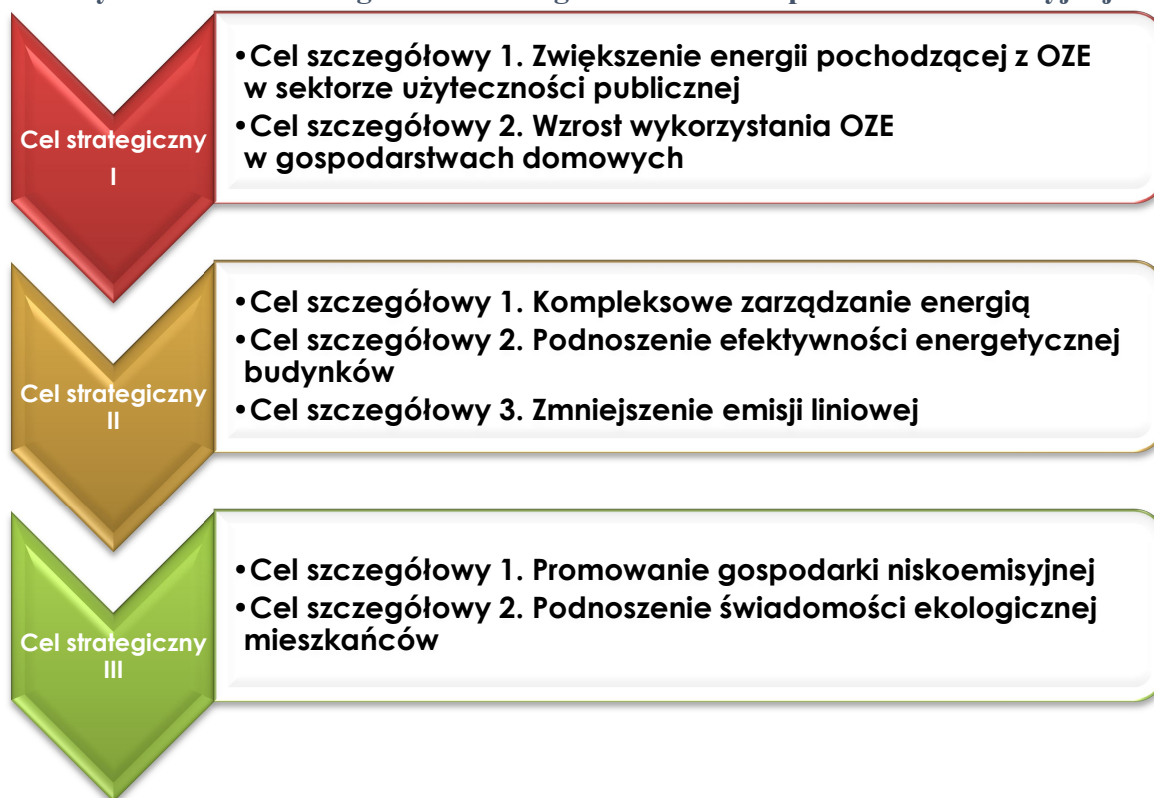 Cel strategiczny
I
•Cel szczegółowy 1. Zwiększenie energii pochodzącej z OZE
w sektorze użyteczności publicznej
•Cel szczegółowy 2. Wzrost wykorzystania OZE
w gospodarstwach domowych
Cel strategiczny
II
•Cel szczegółowy 1. Kompleksowe zarządzanie energią
•Cel szczegółowy 2. Podnoszenie efektywności energetycznej
budynków
•Cel szczegółowy 3. Zmniejszenie emisji liniowej
Cel strategiczny
III
•Cel szczegółowy 1. Promowanie gospodarki niskoemisyjnej
•Cel szczegółowy 2. Podnoszenie świadomości ekologicznej
mieszkańców